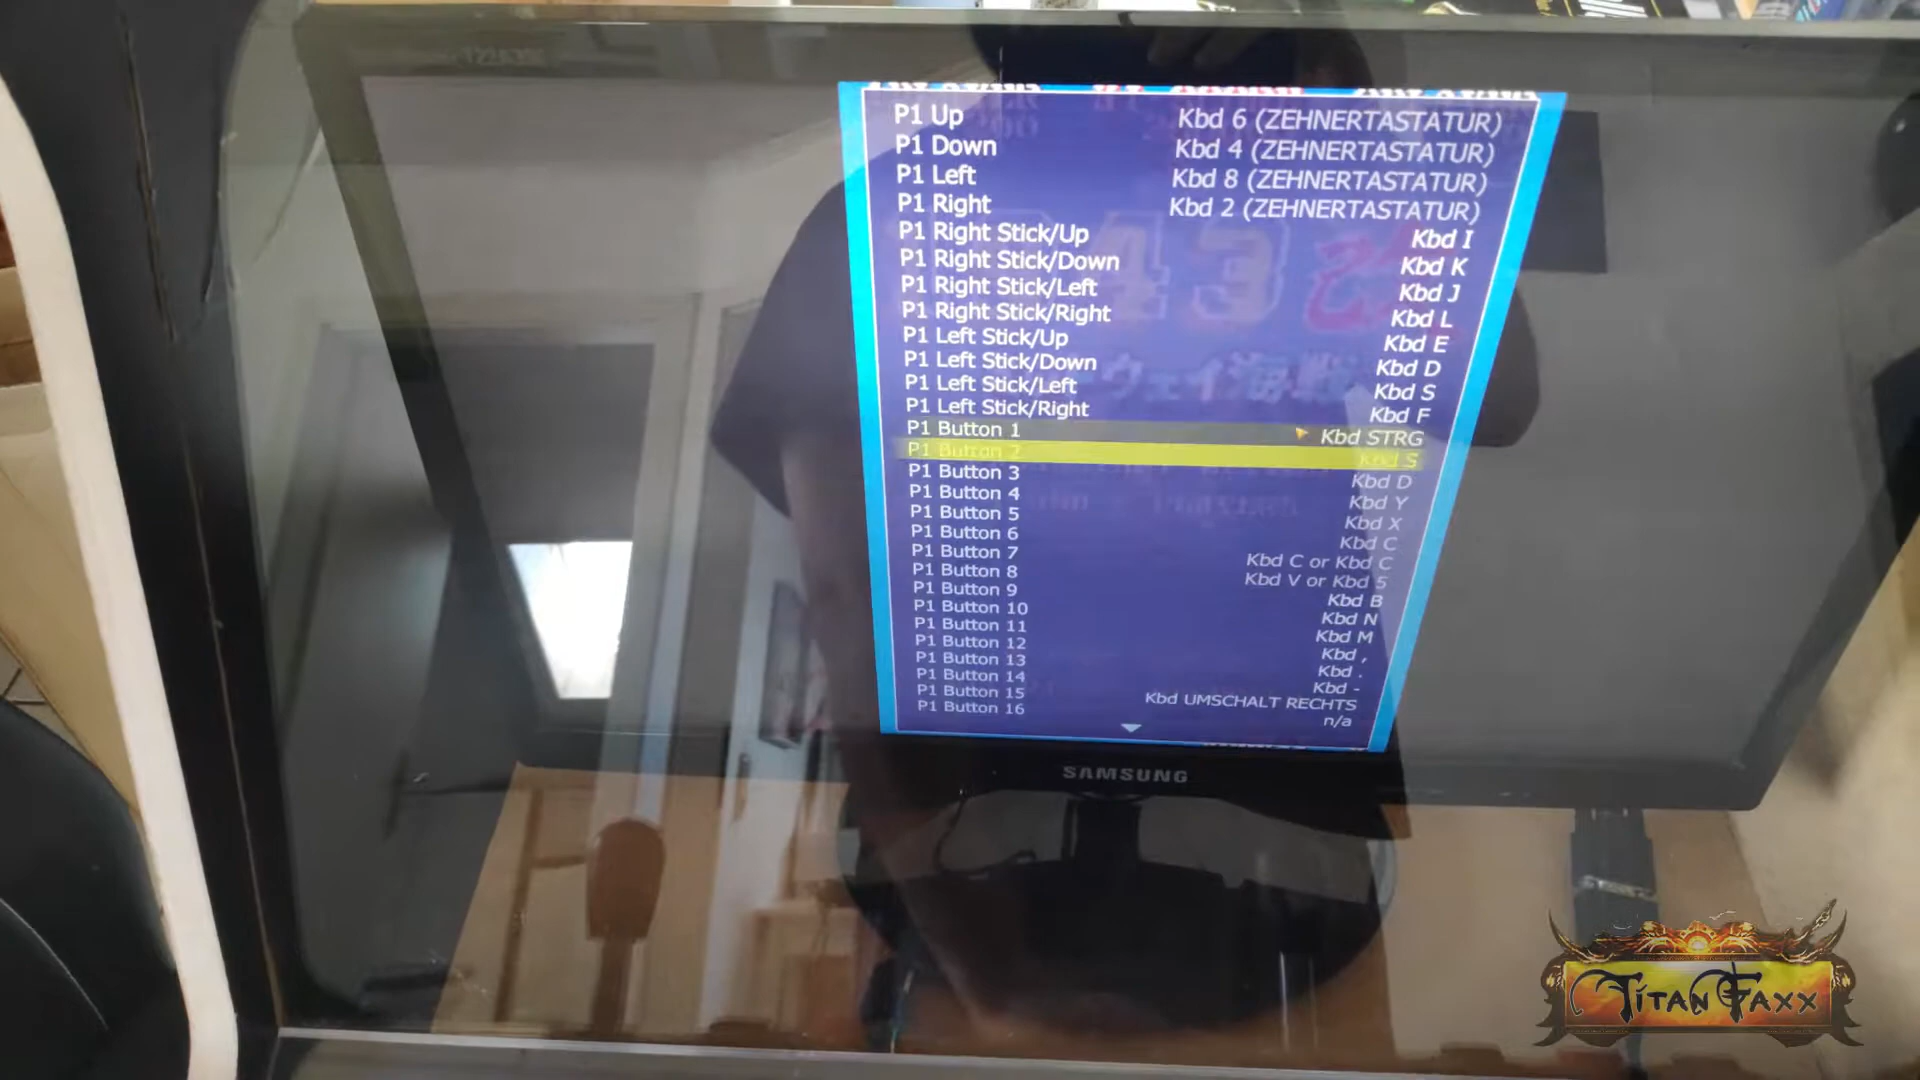 P1 Up Kbd 6 (ZEHNERTASTATUR)
P1 Down Kbd 4 (ZEHNERTASTATUR)
P1 Left Kbd 8 (ZEHNERTASTATUR)
P1 Right Kbd 2 (ZEHNERTASTATUR)
P1 Right Stick/Up Kbd I
P1 Right Stick/Down Kbd K
P1 Right Stick/Left Kbd J
P1 Right Stick/Right Kbd L
P1 Left Stick/Up Kbd E
P1 Left Stick/Down Kbd D
P1 Left Stick/Left Kbd S
P1 Left Stick/Right Kbd F
P1 Button 1 Kbd STRG
P1 Button 2 Kbd S
P1 Button 3 Kbd D
P1 Button 4 Kbd Y
P1 Button 5 Kbd X
P1 Button 6 Kbd C
P1 Button 7 Kbd C or Kbd C
P1 Button 8 Kbd V or Kbd 5
P1 Button 9 Kbd B
P1 Button 10 Kbd N
P1 Button 11 Kbd M
P1 Button 12 Kbd ,
P1 Button 13 Kbd .
P1 Button 14 Kbd -
P1 Button 15 Kbd UMSCHALT RECHTS
P1 Button 16 n/a
43
ウェイ海戦
SAMSUNG
TitanFaxx